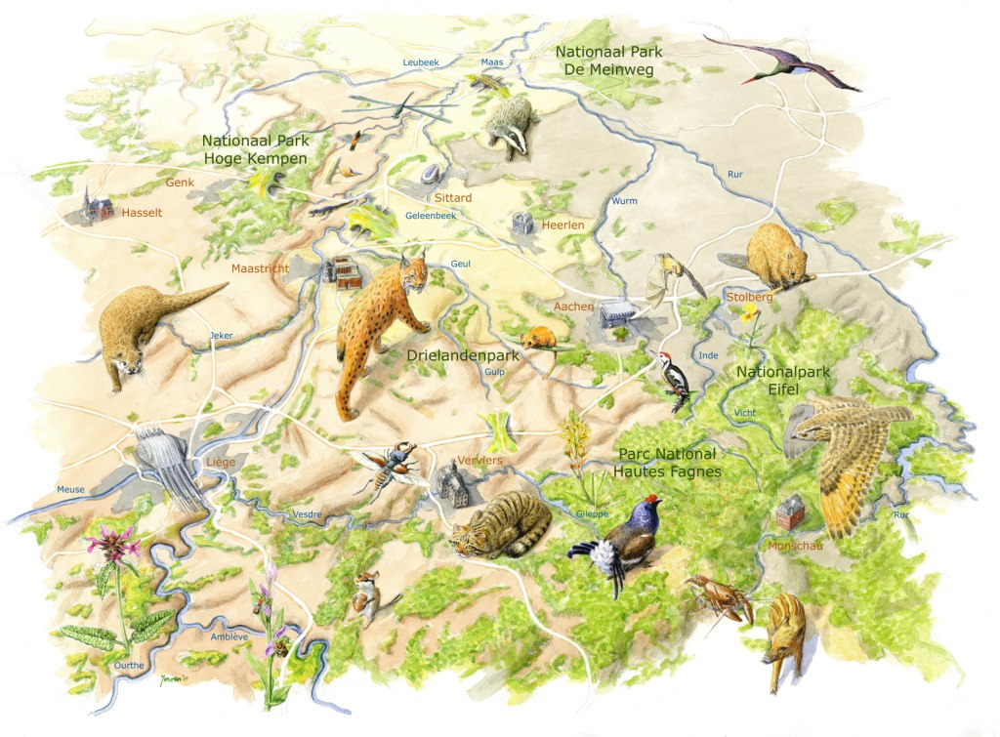 Nationaal Park
De Meinweg
Leubeek
Maas
Nationaal Park
Hoge Kempen
Genk
Hasselt
Sittard
Geleenbeek
Heerlen
Wurm
Rur
Maastricht
Geul
Aachen
Stolberg
Jeker
Drielandenpark
Gulp
Inde
Nationalpark
Eifel
Vicht
Liège
Verviers
Parc National
Hautes Fagnes
Meuse
Vesdre
Gileppe
Rur
Monschau
Amblève
Ourthe